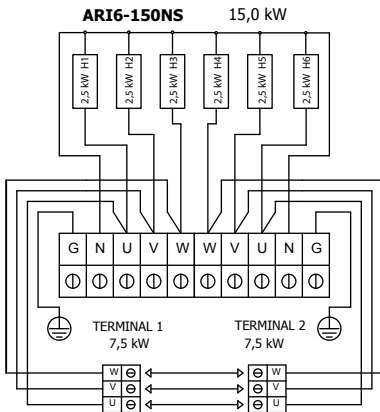 ARI6-150NS 15,0 kW
2,5 kW H1
2,5 kW H2
2,5 kW H3
2,5 kW H4
2,5 kW H5
2,5 kW H6
G N U V W W V U N G
TERMINAL 1
7,5 kW
TERMINAL 2
7,5 kW
W W
V V
U U